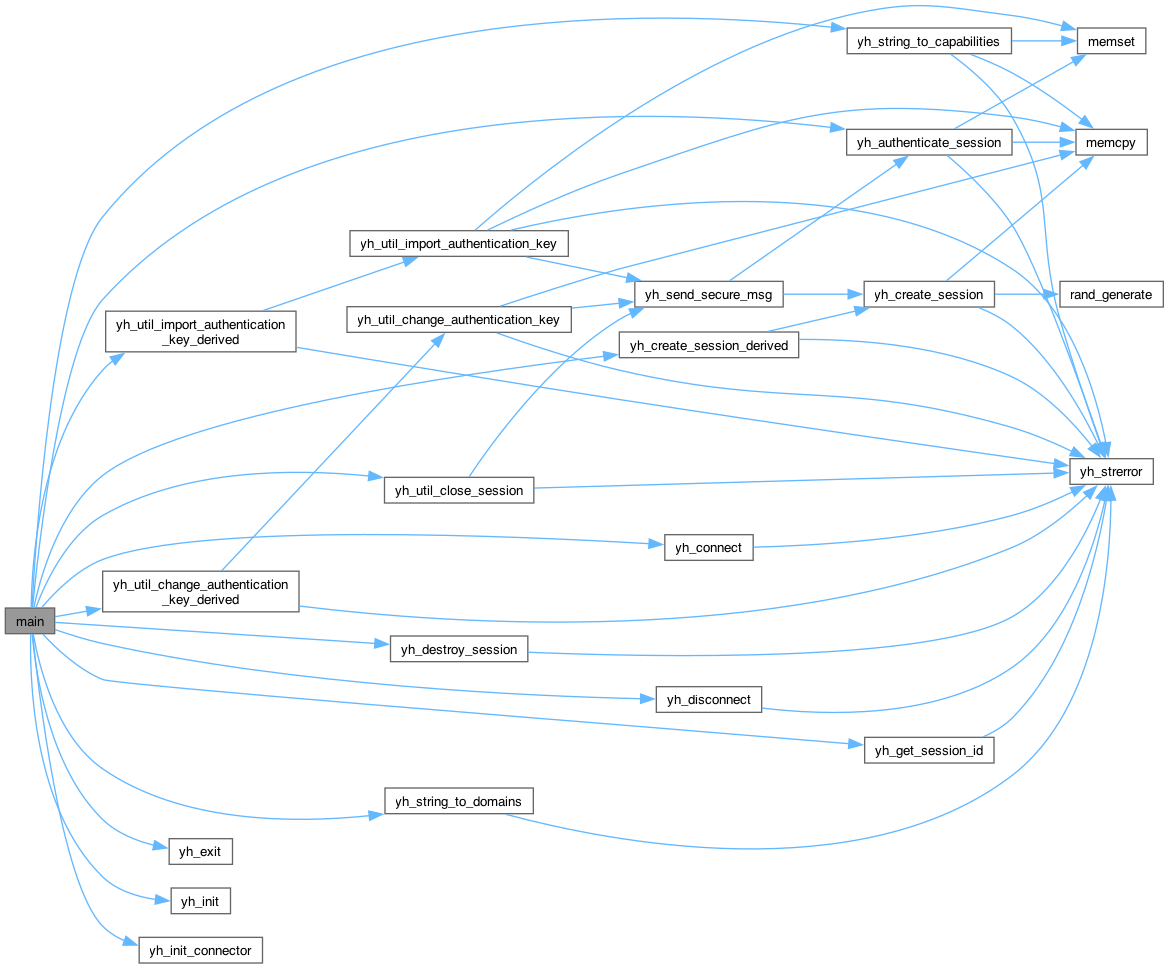 yh_string_to_capabilities
memset
yh_authenticate_session
memcpy
yh_util_import_authentication_key
yh_send_secure_msg
yh_create_session
rand_generate
yh_util_import_authentication
_key_derived
yh_util_change_authentication_key
yh_create_session_derived
yh_strerror
yh_util_close_session
yh_connect
yh_util_change_authentication
_key_derived
main
yh_destroy_session
yh_disconnect
yh_get_session_id
yh_string_to_domains
yh_exit
yh_init
yh_init_connector